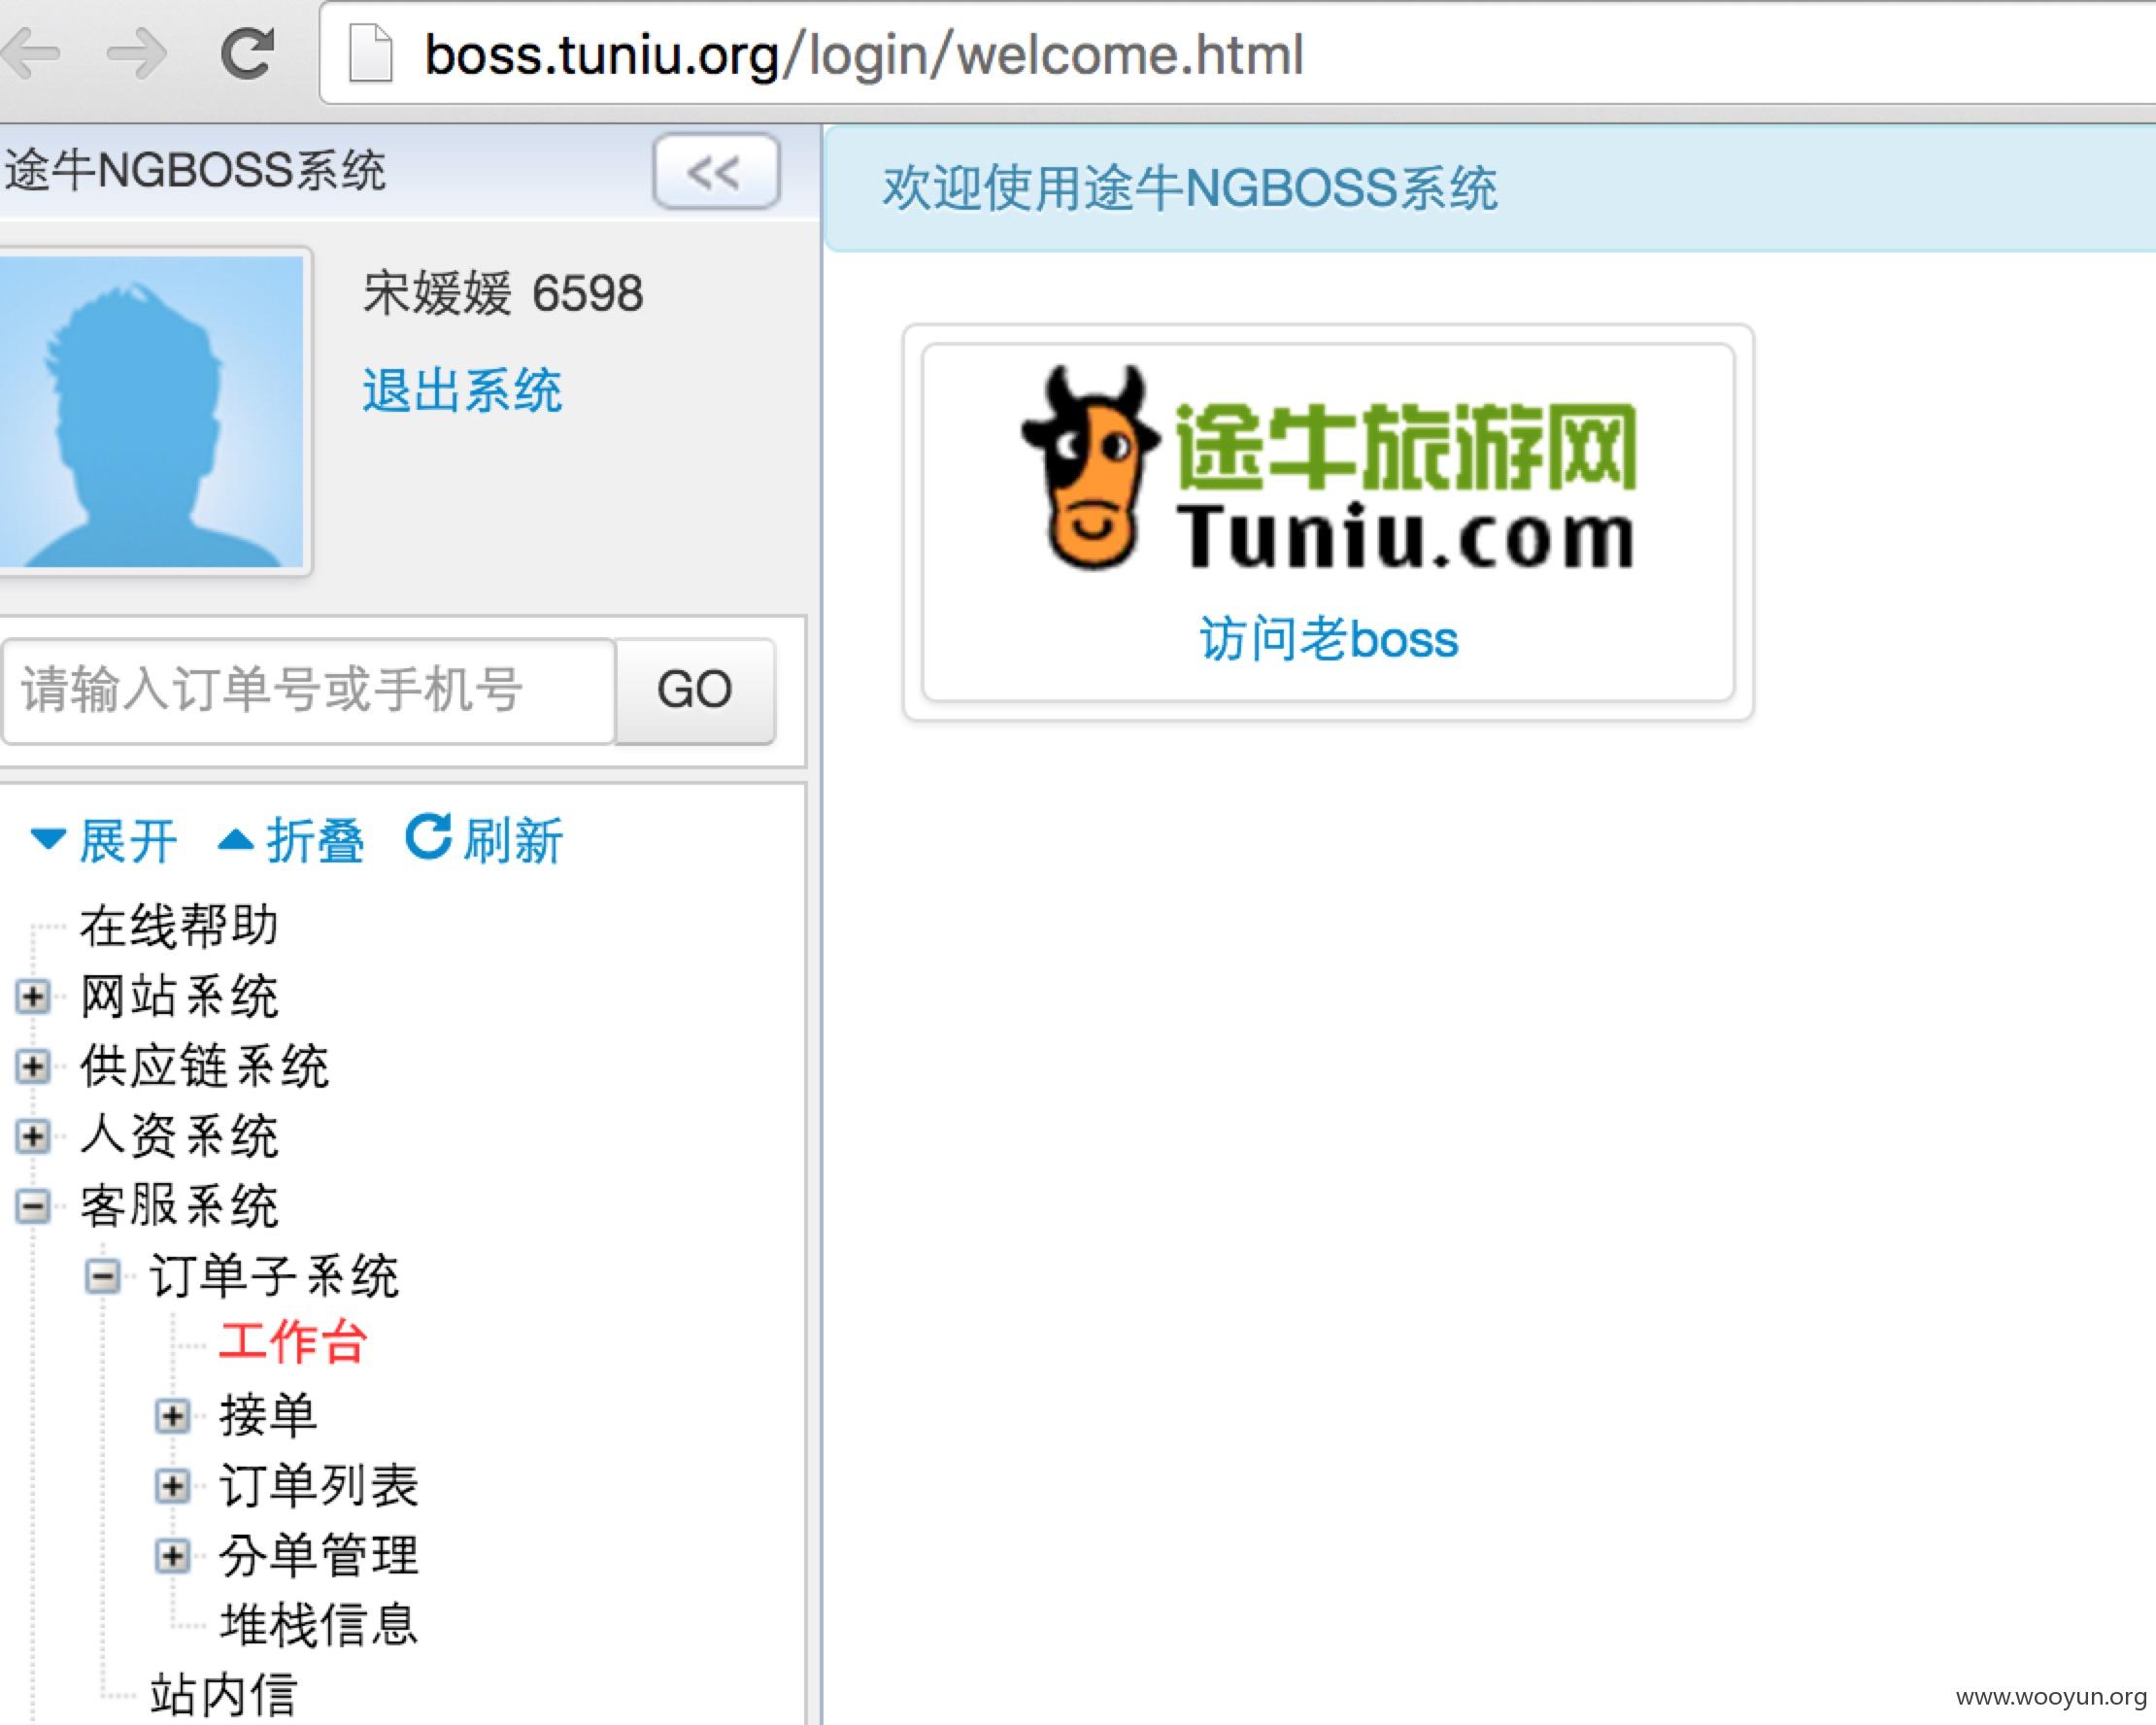 boss.tuniu.org/login/welcome.html
途牛NGBOSS系统
<<
欢迎使用途牛NGBOSS系统
宋媛媛 6598
退出系统
途牛旅游网
Tuniu.com
访问老boss
请输入订单号或手机号
GO
展开 折叠 刷新
在线帮助
网站系统
供应链系统
人资系统
客服系统
订单子系统
工作台
接单
订单列表
分单管理
堆栈信息
站内信
www.wooyun.org